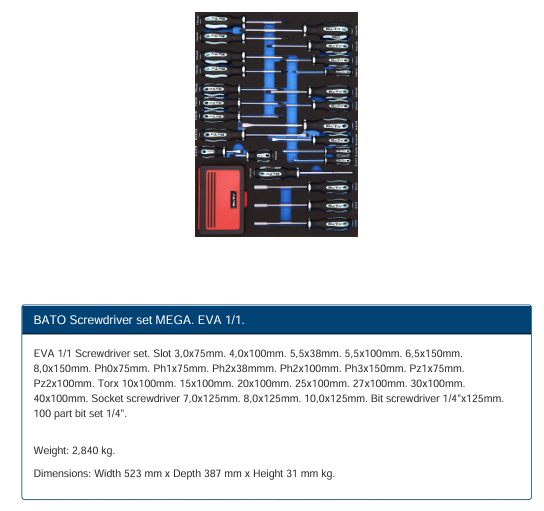 BATO Screwdriver set MEGA. EVA 1/1.
EVA 1/1 Screwdriver set. Slot 3,0x75mm. 4,0x100mm. 5,5x38mm. 5,5x100mm. 6,5x150mm.
8,0x150mm. Ph0x75mm. Ph1x75mm. Ph2x38mmm. Ph2x100mm. Ph3x150mm. Pz1x75mm.
Pz2x100mm. Torx 10x100mm. 15x100mm. 20x100mm. 25x100mm. 27x100mm. 30x100mm.
40x100mm. Socket screwdriver 7,0x125mm. 8,0x125mm. 10,0x125mm. Bit screwdriver 1/4"x125mm.
100 part bit set 1/4".
Weight: 2,840 kg.
Dimensions: Width 523 mm x Depth 387 mm x Height 31 mm kg.